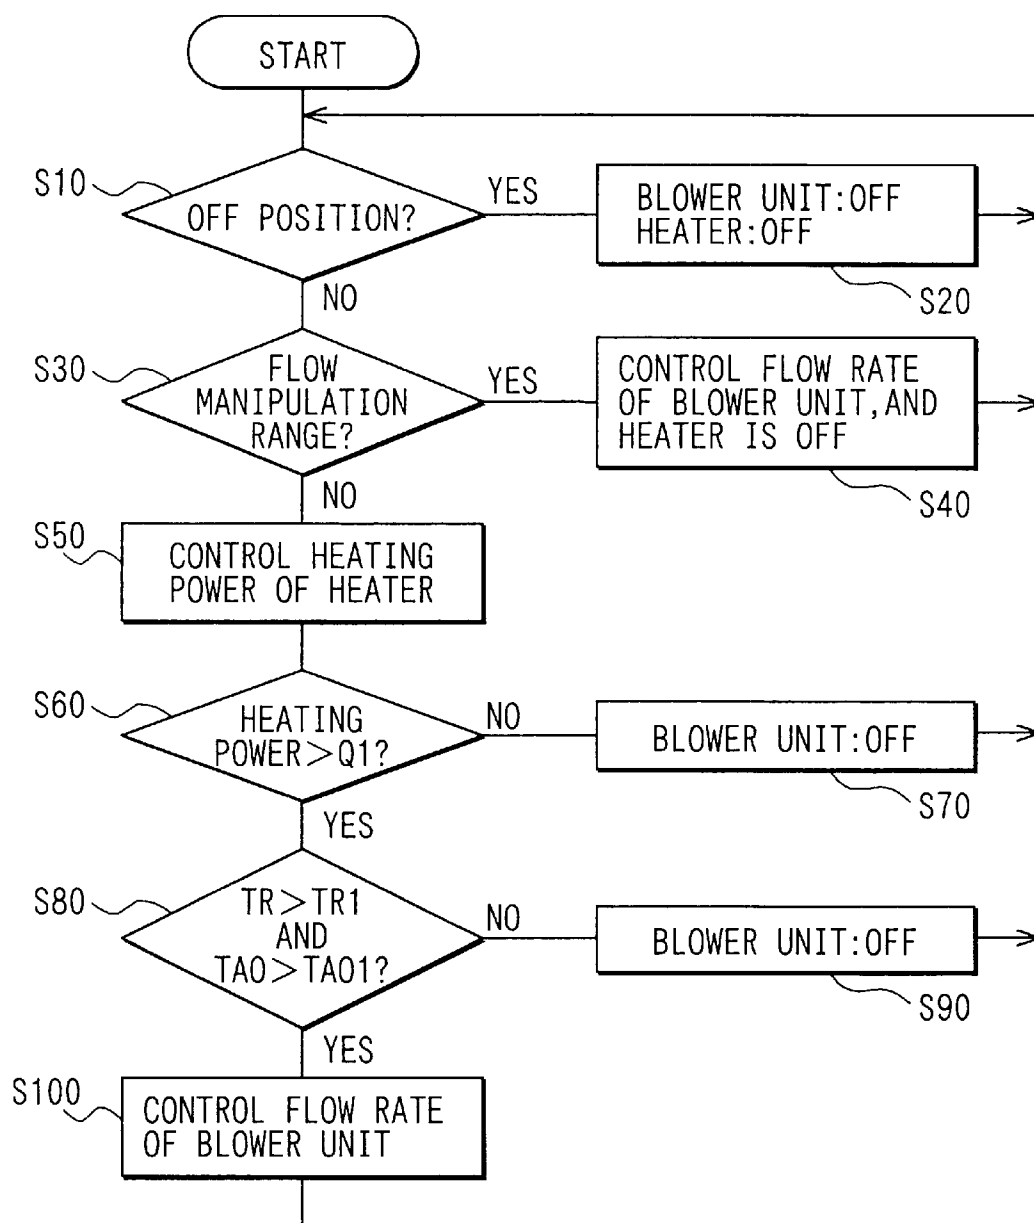 START
S10
OFF POSITION?
YES
BLOWER UNIT:OFF
HEATER:OFF
S20
NO
S30
FLOW
MANIPULATION
RANGE?
YES
CONTROL FLOW RATE
OF BLOWER UNIT,AND
HEATER IS OFF
S40
NO
S50
CONTROL HEATING
POWER OF HEATER
S60
HEATING
POWER>Q1?
NO
BLOWER UNIT:OFF
S70
YES
S80
TR>TR1
AND
TAO>TAO1?
NO
BLOWER UNIT:OFF
S90
YES
S100
CONTROL FLOW RATE
OF BLOWER UNIT